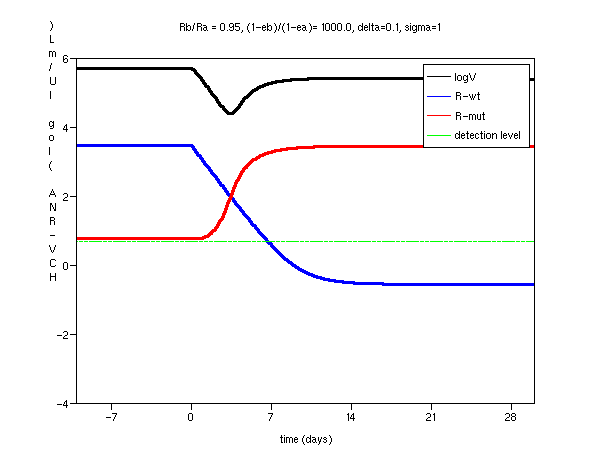 Rb/Ra = 0.95, (1-eb)/(1-ea)= 1000.0, delta=0.1, sigma=1
HCV-RNA (log IU/mL)
6
4
2
0
-2
-4
logV
R-wt
R-mut
detection level
-7
0
7
14
21
28
time (days)